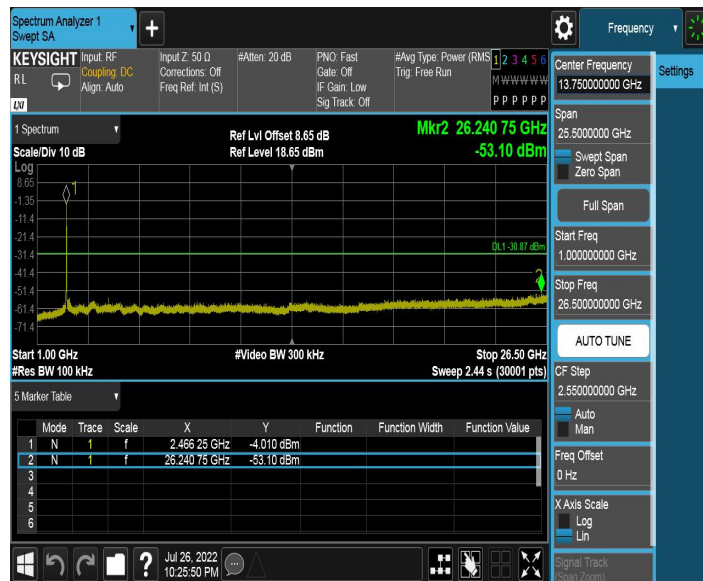 Spectrum Analyzer 1
Swept SA
+
Frequency
KEYSIGHT
RL
LXI
Input: RF
Coupling: DC
Align: Auto
Input Z: 50 Ω
Corrections: Off
Freq Ref: Int (S)
#Atten: 20 dB
PNO: Fast
Gate: Off
IF Gain: Low
Sig Track: Off
#Avg Type: Power (RMS
Trig: Free Run
1 2 3 4 5 6
M W W W W W
P P P P P P
1 Spectrum
Scale/Div 10 dB
Ref Lvl Offset 8.65 dB
Ref Level 18.65 dBm
Mkr2 26.240 75 GHz
-53.10 dBm
Log
8.65
-1.35
-11.4
-21.4
-31.4
-41.4
-51.4
-61.4
-71.4
1
DL1 -30.87 dBm
2
Start 1.00 GHz
#Res BW 100 kHz
#Video BW 300 kHz
Stop 26.50 GHz
Sweep 2.44 s (30001 pts)
5 Marker Table
Mode Trace Scale X Y Function Function Width Function Value
1 N 1 f 2.466 25 GHz -4.010 dBm
2 N 1 f 26.240 75 GHz -53.10 dBm
3
4
5
6
?
Jul 26, 2022
10:25:50 PM
Center Frequency
13.750000000 GHz
Settings
Span
25.5000000 GHz
Swept Span
Zero Span
Full Span
Start Freq
1.000000000 GHz
Stop Freq
26.500000000 GHz
AUTO TUNE
CF Step
2.550000000 GHz
Auto
Man
Freq Offset
0 Hz
X Axis Scale
Log
Lin
Signal Track
(Span Zoom)